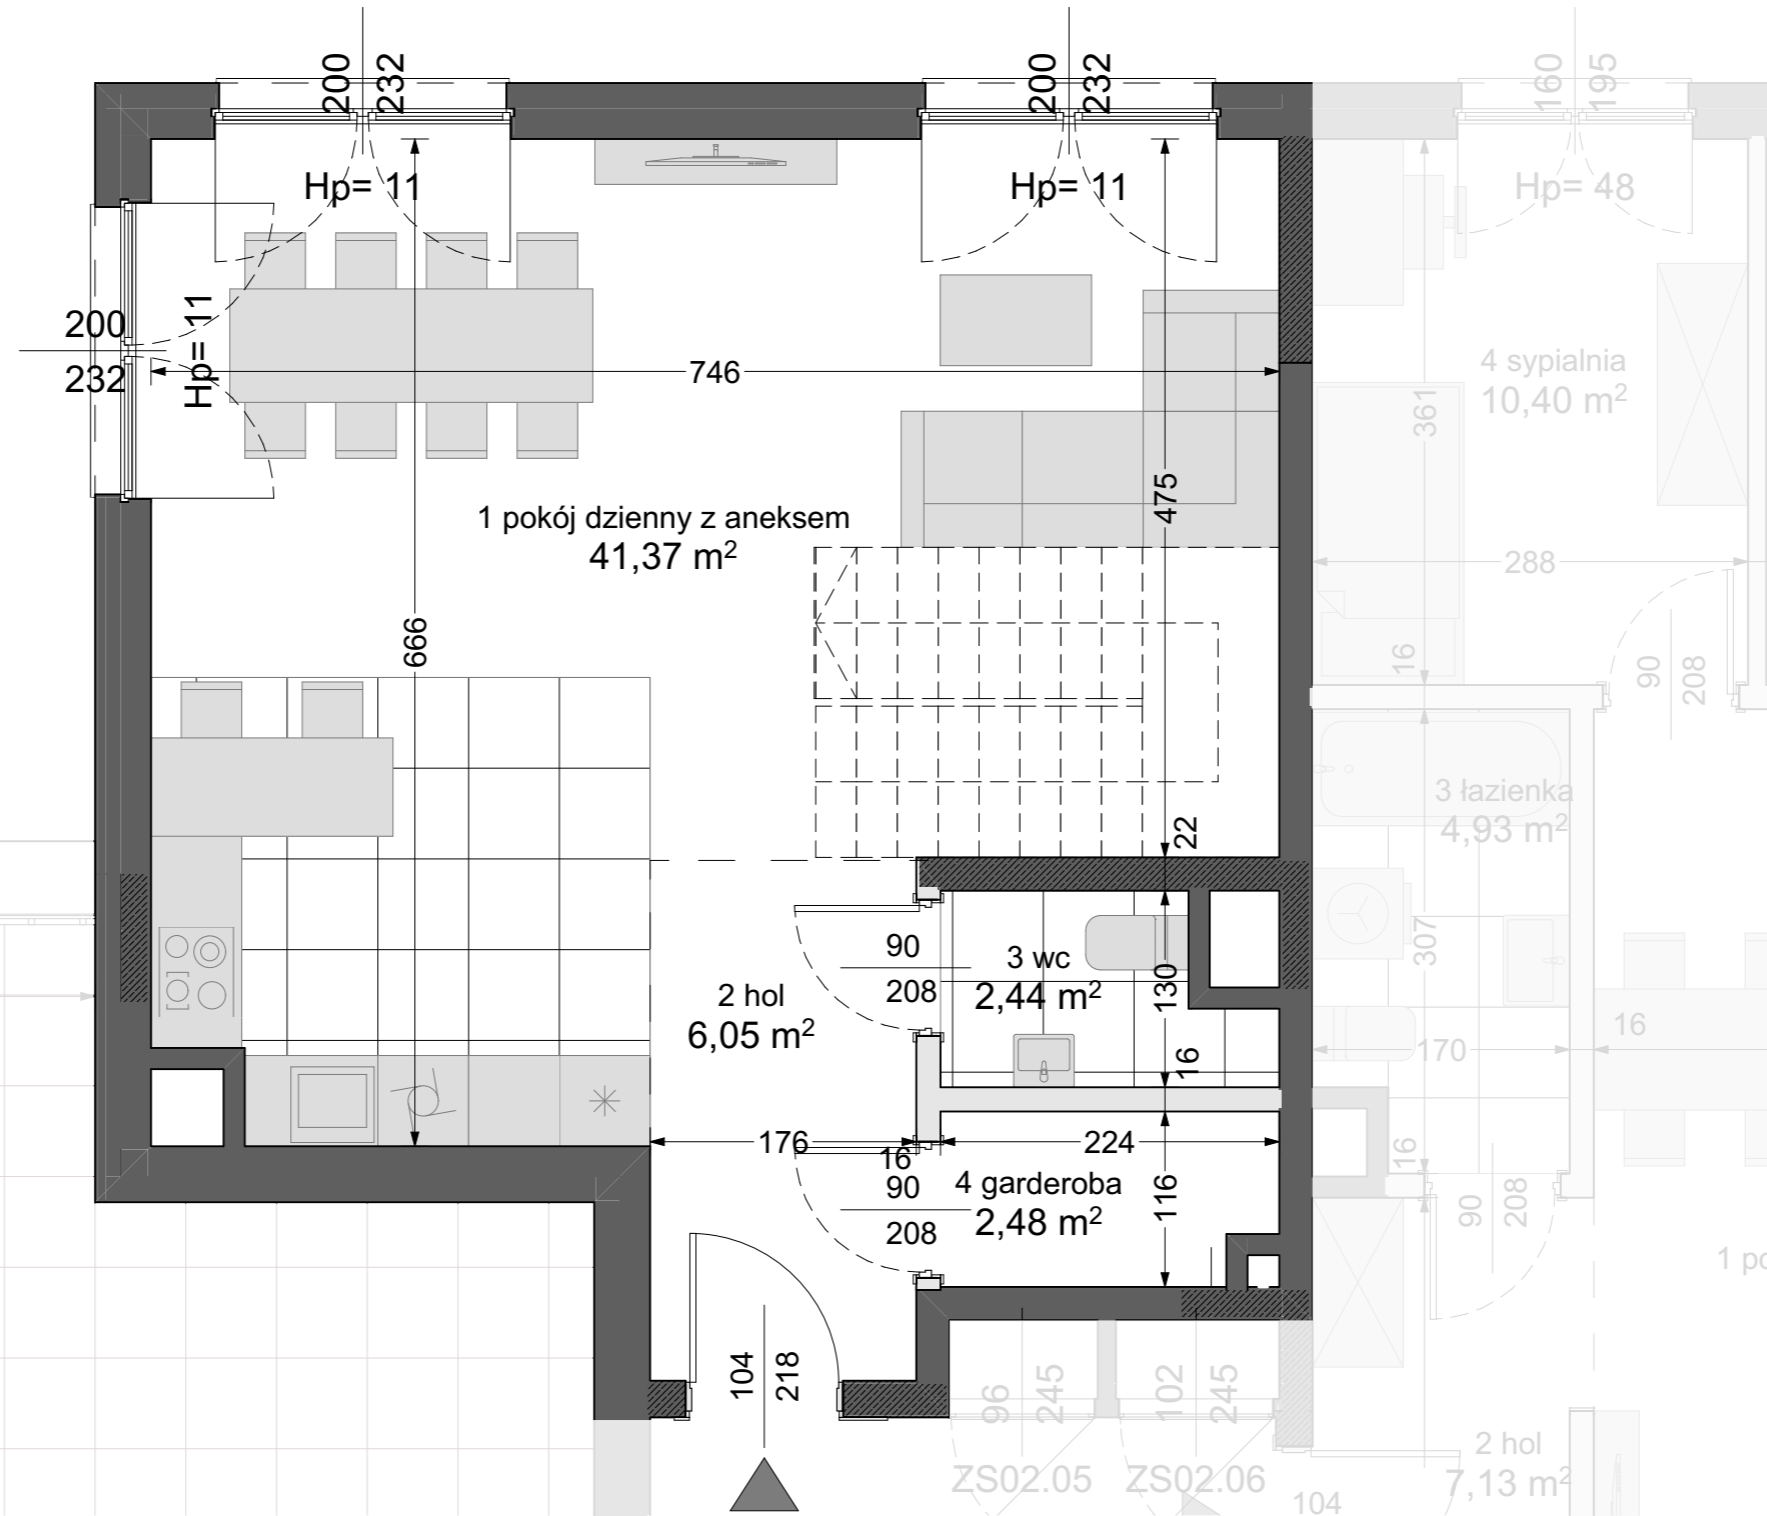 200
232
200
232
160
195
Hp= 11
Hp= 11
Hp= 48
200
232
Hp= 11
746
4 sypialnia
10,40 m²
361
475
1 pokój dzienny z aneksem
41,37 m²
288
666
16
90
208
3 łazienka
4,93 m²
22
90
208
3 wc
2,44 m²
130
307
2 hol
6,05 m²
16
16
170
176
224
16
90
208
4 garderoba
2,48 m²
116
16
90
208
1 po
104
218
96
245
102
245
2 hol
7,13 m²
ZS02.05
ZS02.06
104